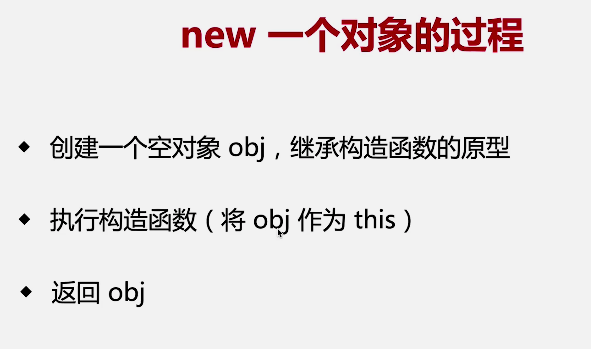 new 一个对象的过程
◆ 创建一个空对象 obj，继承构造函数的原型
◆ 执行构造函数（将 obj 作为 this）
◆ 返回 obj